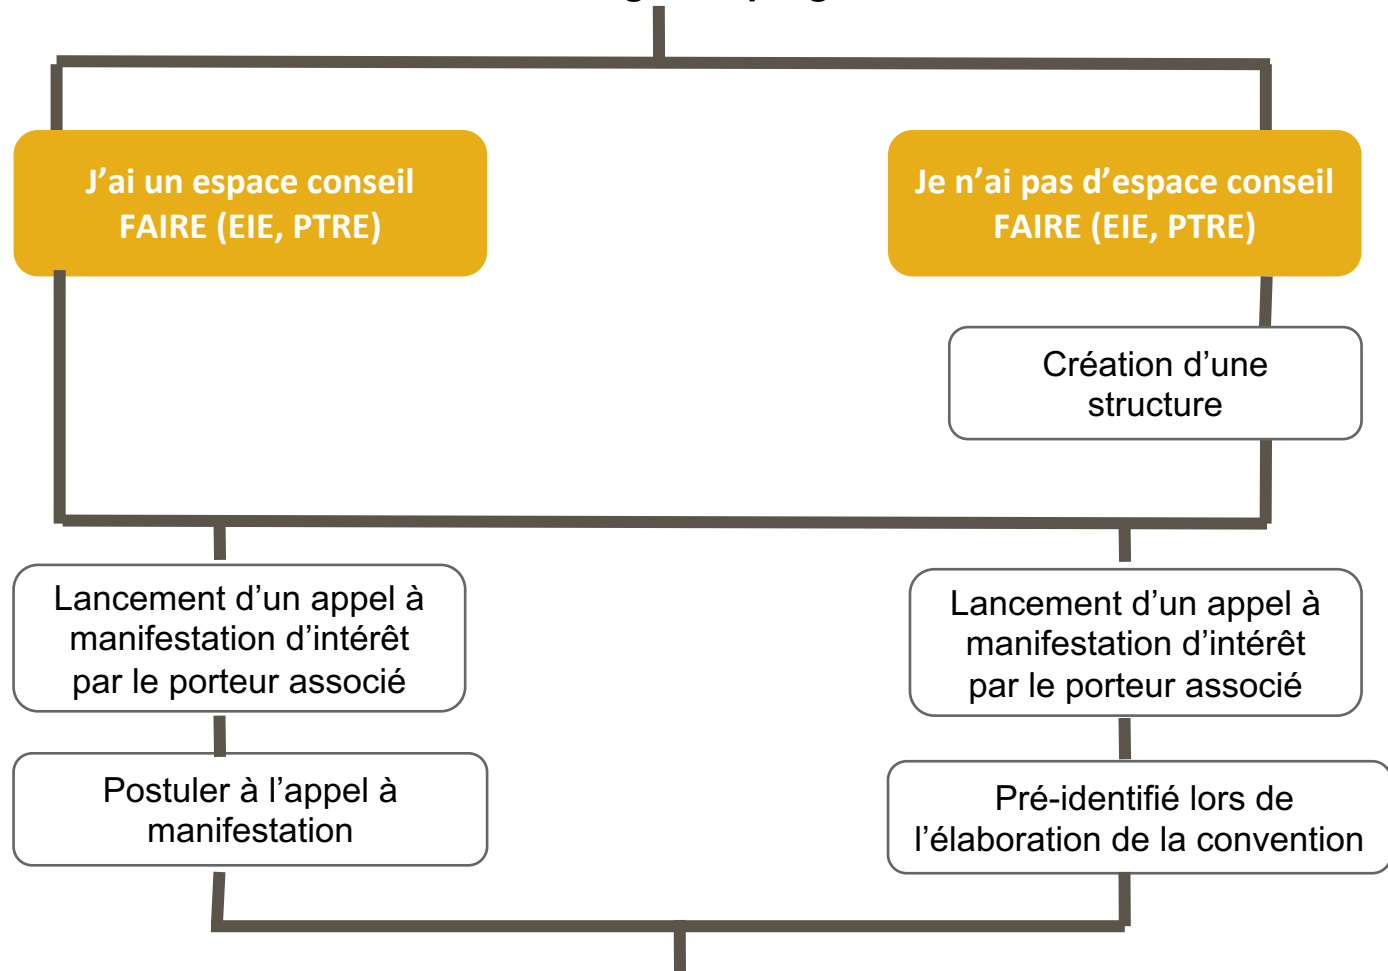 J’ai un espace conseil
FAIRE (EIE, PTRE)
Je n’ai pas d’espace conseil
FAIRE (EIE, PTRE)
Création d’une
structure
Lancement d’un appel à
manifestation d’intérêt
par le porteur associé
Lancement d’un appel à
manifestation d’intérêt
par le porteur associé
Postuler à l’appel à
manifestation
Pré-identifié lors de
l’élaboration de la convention